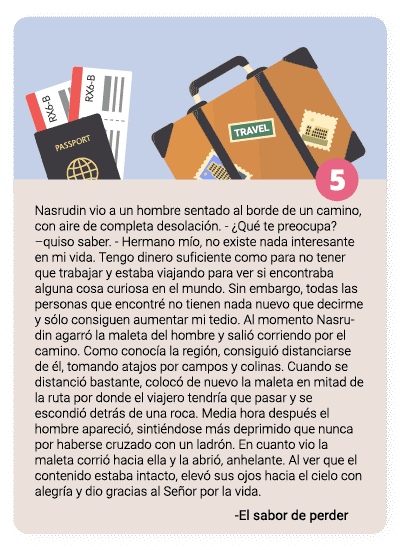 RX6-B
RX6-B
PASSPORT
TRAVEL
5
Nasrudin vio a un hombre sentado al borde de un camino,
con aire de completa desolación. - ¿Qué te preocupa?
–quiso saber. - Hermano mío, no existe nada interesante
en mi vida. Tengo dinero suficiente como para no tener
que trabajar y estaba viajando para ver si encontraba
alguna cosa curiosa en el mundo. Sin embargo, todas las
personas que encontré no tienen nada nuevo que decirme
y sólo consiguen aumentar mi tedio. Al momento Nasru-
din agarró la maleta del hombre y salió corriendo por el
camino. Como conocía la región, consiguió distanciarse
de él, tomando atajos por campos y colinas. Cuando se
distanció bastante, colocó de nuevo la maleta en mitad de
la ruta por donde el viajero tendría que pasar y se
escondió detrás de una roca. Media hora después el
hombre apareció, sintiéndose más deprimido que nunca
por haberse cruzado con un ladrón. En cuanto vio la
maleta corrió hacia ella y la abrió, anhelante. Al ver que el
contenido estaba intacto, elevó sus ojos hacia el cielo con
alegría y dio gracias al Señor por la vida.
-El sabor de perder